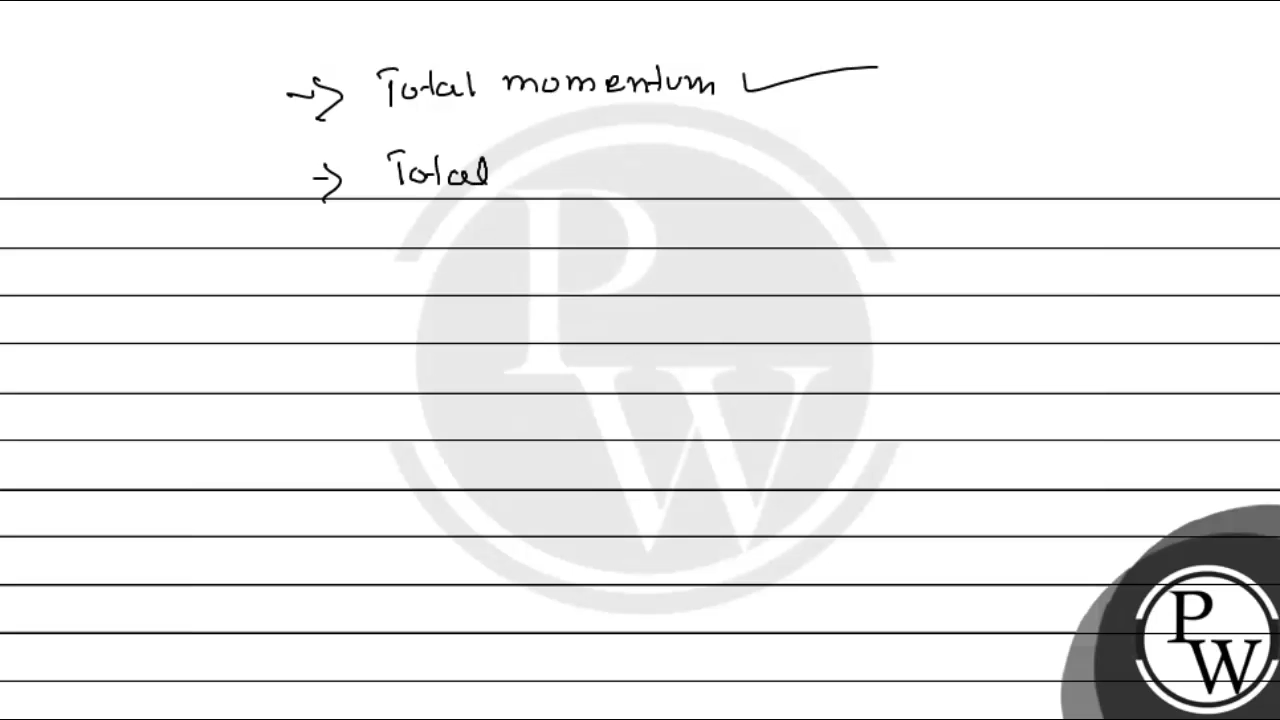 → Total momentum ✓
→ Total
P
W
P
W